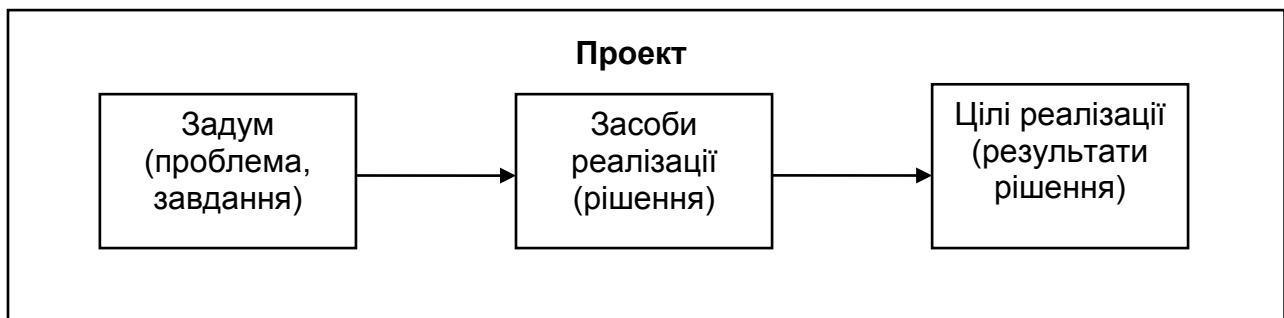 Проект
Задум
(проблема,
завдання)
Засоби
реалізації
(рішення)
Цілі реалізації
(результати
рішення)